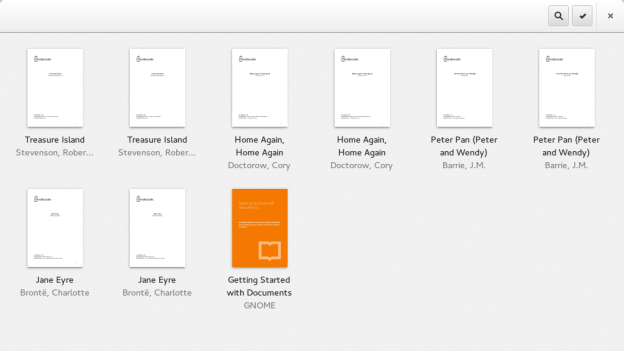 Treasure Island
Stevenson, Rober...
Treasure Island
Stevenson, Rober...
Home Again,
Home Again
Doctorow, Cory
Home Again,
Home Again
Doctorow, Cory
Peter Pan (Peter
and Wendy)
Barrie, J.M.
Peter Pan (Peter
and Wendy)
Barrie, J.M.
Jane Eyre
Brontë, Charlotte
Jane Eyre
Brontë, Charlotte
Getting Started
with Documents
GNOME